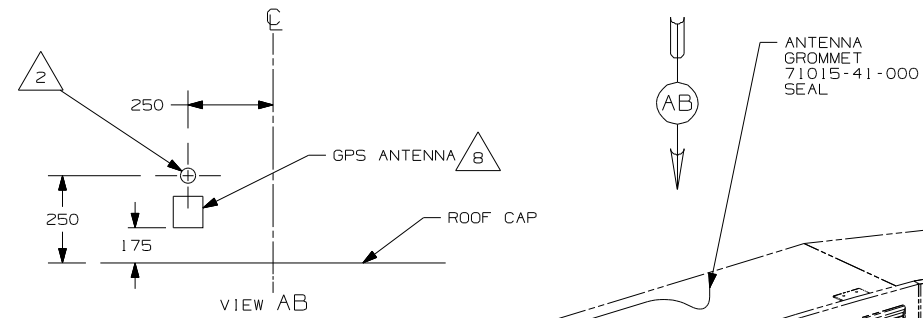 ℄
2
250
GPS ANTENNA 8
250
175
ROOF CAP
VIEW AB
AB
ANTENNA
GROMMET
71015-41-000
SEAL